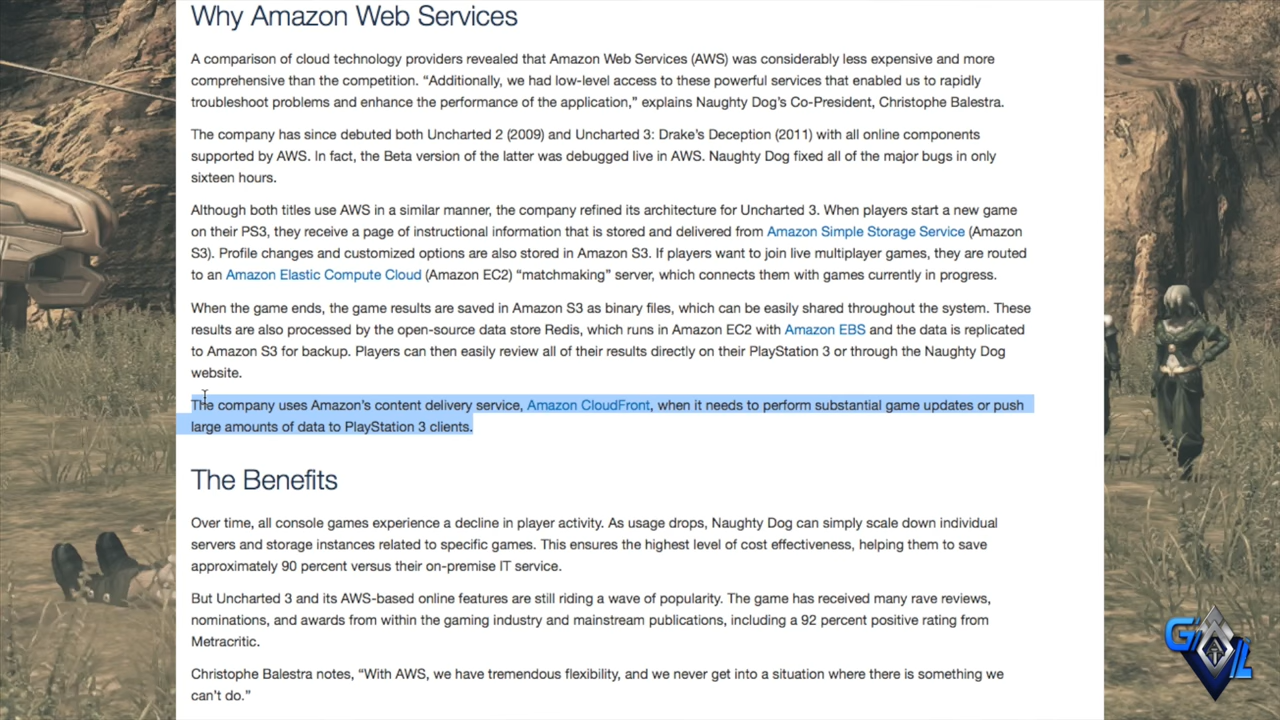 Why Amazon Web Services
A comparison of cloud technology providers revealed that Amazon Web Services (AWS) was considerably less expensive and more
comprehensive than the competition. “Additionally, we had low-level access to these powerful services that enabled us to rapidly
troubleshoot problems and enhance the performance of the application,” explains Naughty Dog’s Co-President, Christophe Balestra.
The company has since debuted both Uncharted 2 (2009) and Uncharted 3: Drake’s Deception (2011) with all online components
supported by AWS. In fact, the Beta version of the latter was debugged live in AWS. Naughty Dog fixed all of the major bugs in only
sixteen hours.
Although both titles use AWS in a similar manner, the company refined its architecture for Uncharted 3. When players start a new game
on their PS3, they receive a page of instructional information that is stored and delivered from Amazon Simple Storage Service (Amazon
S3). Profile changes and customized options are also stored in Amazon S3. If players want to join live multiplayer games, they are routed
to an Amazon Elastic Compute Cloud (Amazon EC2) “matchmaking” server, which connects them with games currently in progress.
When the game ends, the game results are saved in Amazon S3 as binary files, which can be easily shared throughout the system. These
results are also processed by the open-source data store Redis, which runs in Amazon EC2 with Amazon EBS and the data is replicated
to Amazon S3 for backup. Players can then easily review all of their results directly on their PlayStation 3 or through the Naughty Dog
website.
The company uses Amazon’s content delivery service, Amazon CloudFront, when it needs to perform substantial game updates or push
large amounts of data to PlayStation 3 clients.
The Benefits
Over time, all console games experience a decline in player activity. As usage drops, Naughty Dog can simply scale down individual
servers and storage instances related to specific games. This ensures the highest level of cost effectiveness, helping them to save
approximately 90 percent versus their on-premise IT service.
But Uncharted 3 and its AWS-based online features are still riding a wave of popularity. The game has received many rave reviews,
nominations, and awards from within the gaming industry and mainstream publications, including a 92 percent positive rating from
Metracritic.
Christophe Balestra notes, “With AWS, we have tremendous flexibility, and we never get into a situation where there is something we
can’t do.”